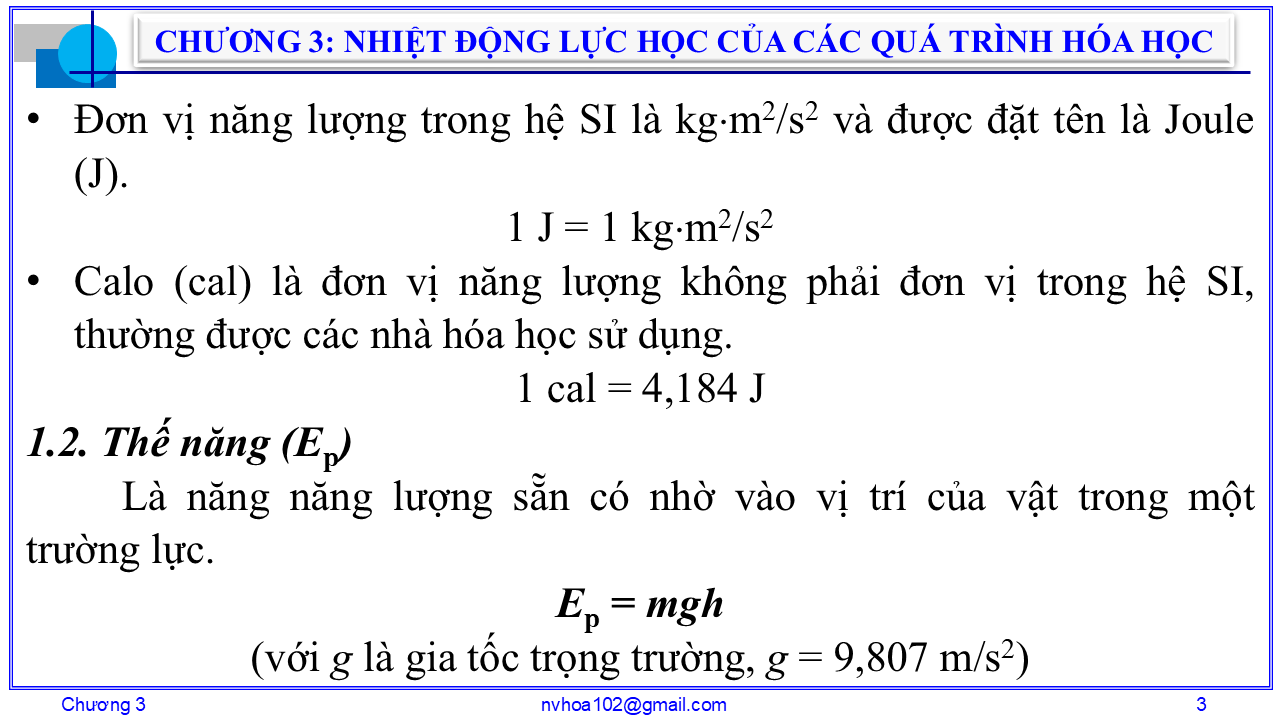 CHƯƠNG 3: NHIỆT ĐỘNG LỰC HỌC CỦA CÁC QUÁ TRÌNH HÓA HỌC
• Đơn vị năng lượng trong hệ SI là kg·m²/s² và được đặt tên là Joule
(J).
1 J = 1 kg·m²/s²
• Calo (cal) là đơn vị năng lượng không phải đơn vị trong hệ SI,
thường được các nhà hóa học sử dụng.
1 cal = 4,184 J
1.2. Thế năng (Eₚ)
Là năng năng lượng sẵn có nhờ vào vị trí của vật trong một
trường lực.
Eₚ = mgh
(với g là gia tốc trọng trường, g = 9,807 m/s²)
Chương 3 nvhoa102@gmail.com 3